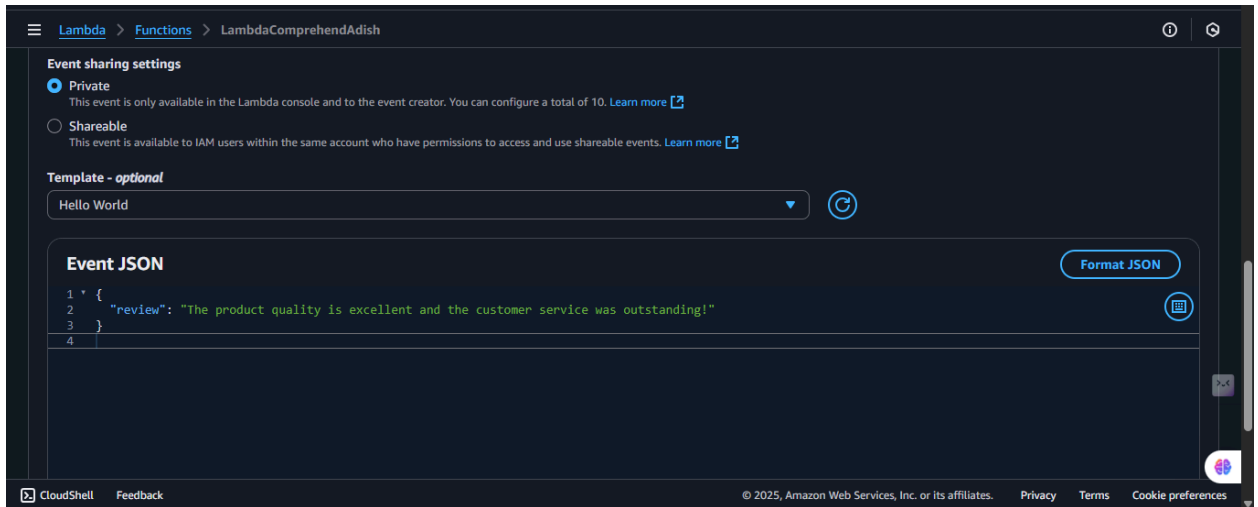 Lambda > Functions > LambdaComprehendAdish
Event sharing settings
Private
This event is only available in the Lambda console and to the event creator. You can configure a total of 10. Learn more
Shareable
This event is available to IAM users within the same account who have permissions to access and use shareable events. Learn more
Template - optional
Hello World
Event JSON
Format JSON
1 {
2 "review": "The product quality is excellent and the customer service was outstanding!"
3 }
4
CloudShell Feedback © 2025, Amazon Web Services, Inc. or its affiliates. Privacy Terms Cookie preferences